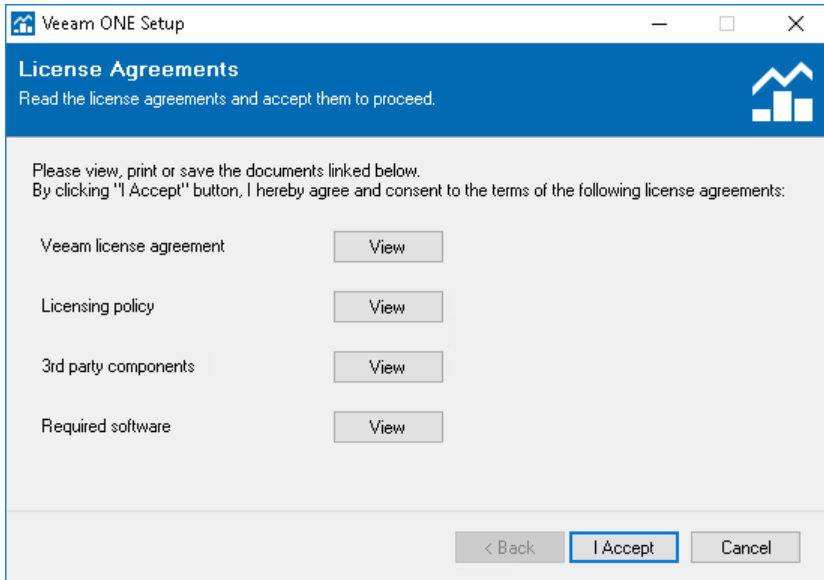 Veeam ONE Setup
License Agreements
Read the license agreements and accept them to proceed.
Please view, print or save the documents linked below.
By clicking "I Accept" button, I hereby agree and consent to the terms of the following license agreements:
Veeam license agreement View
Licensing policy View
3rd party components View
Required software View
< Back I Accept Cancel